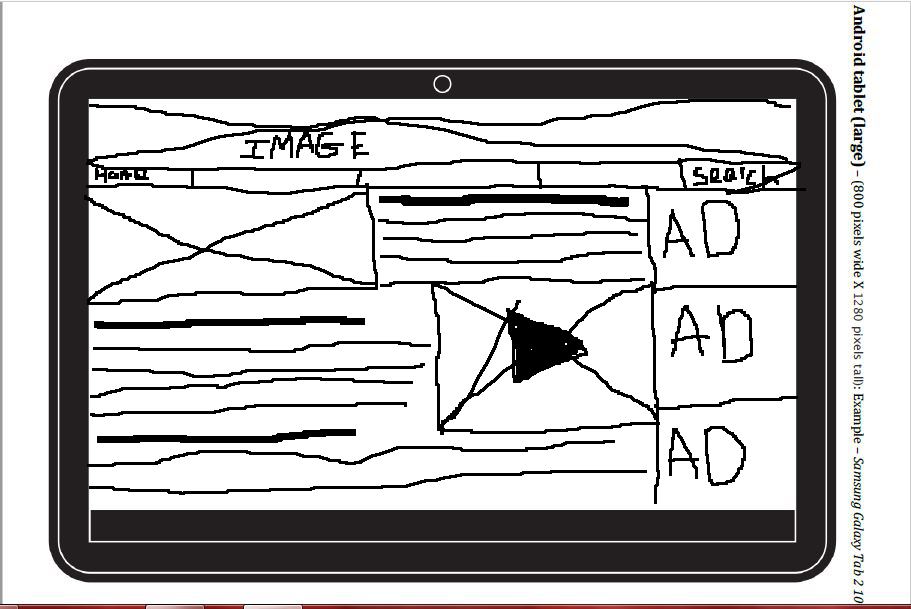 IMAGE
HOME
Search
AD
AD
AD
Android tablet (large) – (800 pixels wide X 1280 pixels tall): Example – Samsung Galaxy Tab 2 10